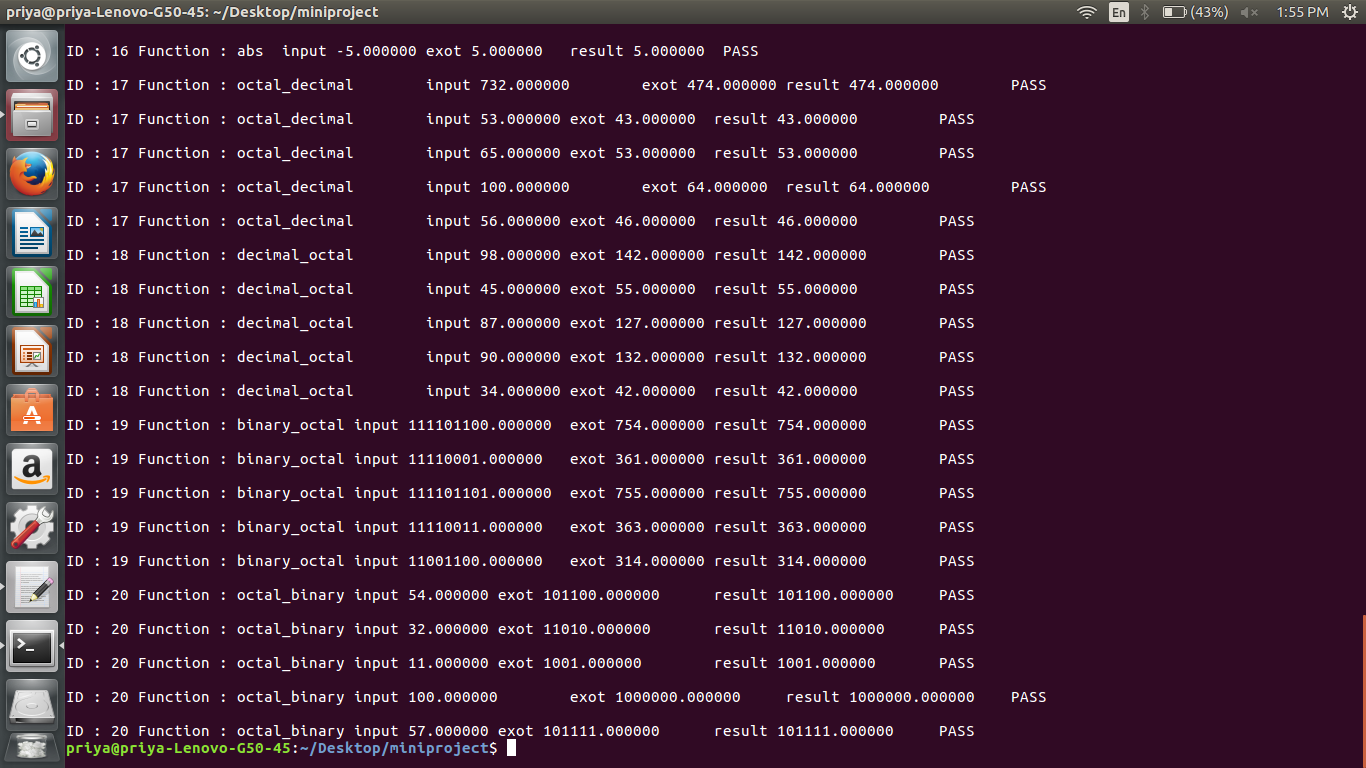 priya@priya-Lenovo-G50-45: ~/Desktop/miniproject En (43%) 1:55 PM
ID : 16 Function : abs input -5.000000 exot 5.000000 result 5.000000 PASS
ID : 17 Function : octal_decimal input 732.000000 exot 474.000000 result 474.000000 PASS
ID : 17 Function : octal_decimal input 53.000000 exot 43.000000 result 43.000000 PASS
ID : 17 Function : octal_decimal input 65.000000 exot 53.000000 result 53.000000 PASS
ID : 17 Function : octal_decimal input 100.000000 exot 64.000000 result 64.000000 PASS
ID : 17 Function : octal_decimal input 56.000000 exot 46.000000 result 46.000000 PASS
ID : 18 Function : decimal_octal input 98.000000 exot 142.000000 result 142.000000 PASS
ID : 18 Function : decimal_octal input 45.000000 exot 55.000000 result 55.000000 PASS
ID : 18 Function : decimal_octal input 87.000000 exot 127.000000 result 127.000000 PASS
ID : 18 Function : decimal_octal input 90.000000 exot 132.000000 result 132.000000 PASS
ID : 18 Function : decimal_octal input 34.000000 exot 42.000000 result 42.000000 PASS
ID : 19 Function : binary_octal input 111101100.000000 exot 754.000000 result 754.000000 PASS
ID : 19 Function : binary_octal input 11110001.000000 exot 361.000000 result 361.000000 PASS
ID : 19 Function : binary_octal input 111101101.000000 exot 755.000000 result 755.000000 PASS
ID : 19 Function : binary_octal input 11110011.000000 exot 363.000000 result 363.000000 PASS
ID : 19 Function : binary_octal input 11001100.000000 exot 314.000000 result 314.000000 PASS
ID : 20 Function : octal_binary input 54.000000 exot 101100.000000 result 101100.000000 PASS
ID : 20 Function : octal_binary input 32.000000 exot 11010.000000 result 11010.000000 PASS
ID : 20 Function : octal_binary input 11.000000 exot 1001.000000 result 1001.000000 PASS
ID : 20 Function : octal_binary input 100.000000 exot 1000000.000000 result 1000000.000000 PASS
ID : 20 Function : octal_binary input 57.000000 exot 101111.000000 result 101111.000000 PASS
priya@priya-Lenovo-G50-45:~/Desktop/miniproject$